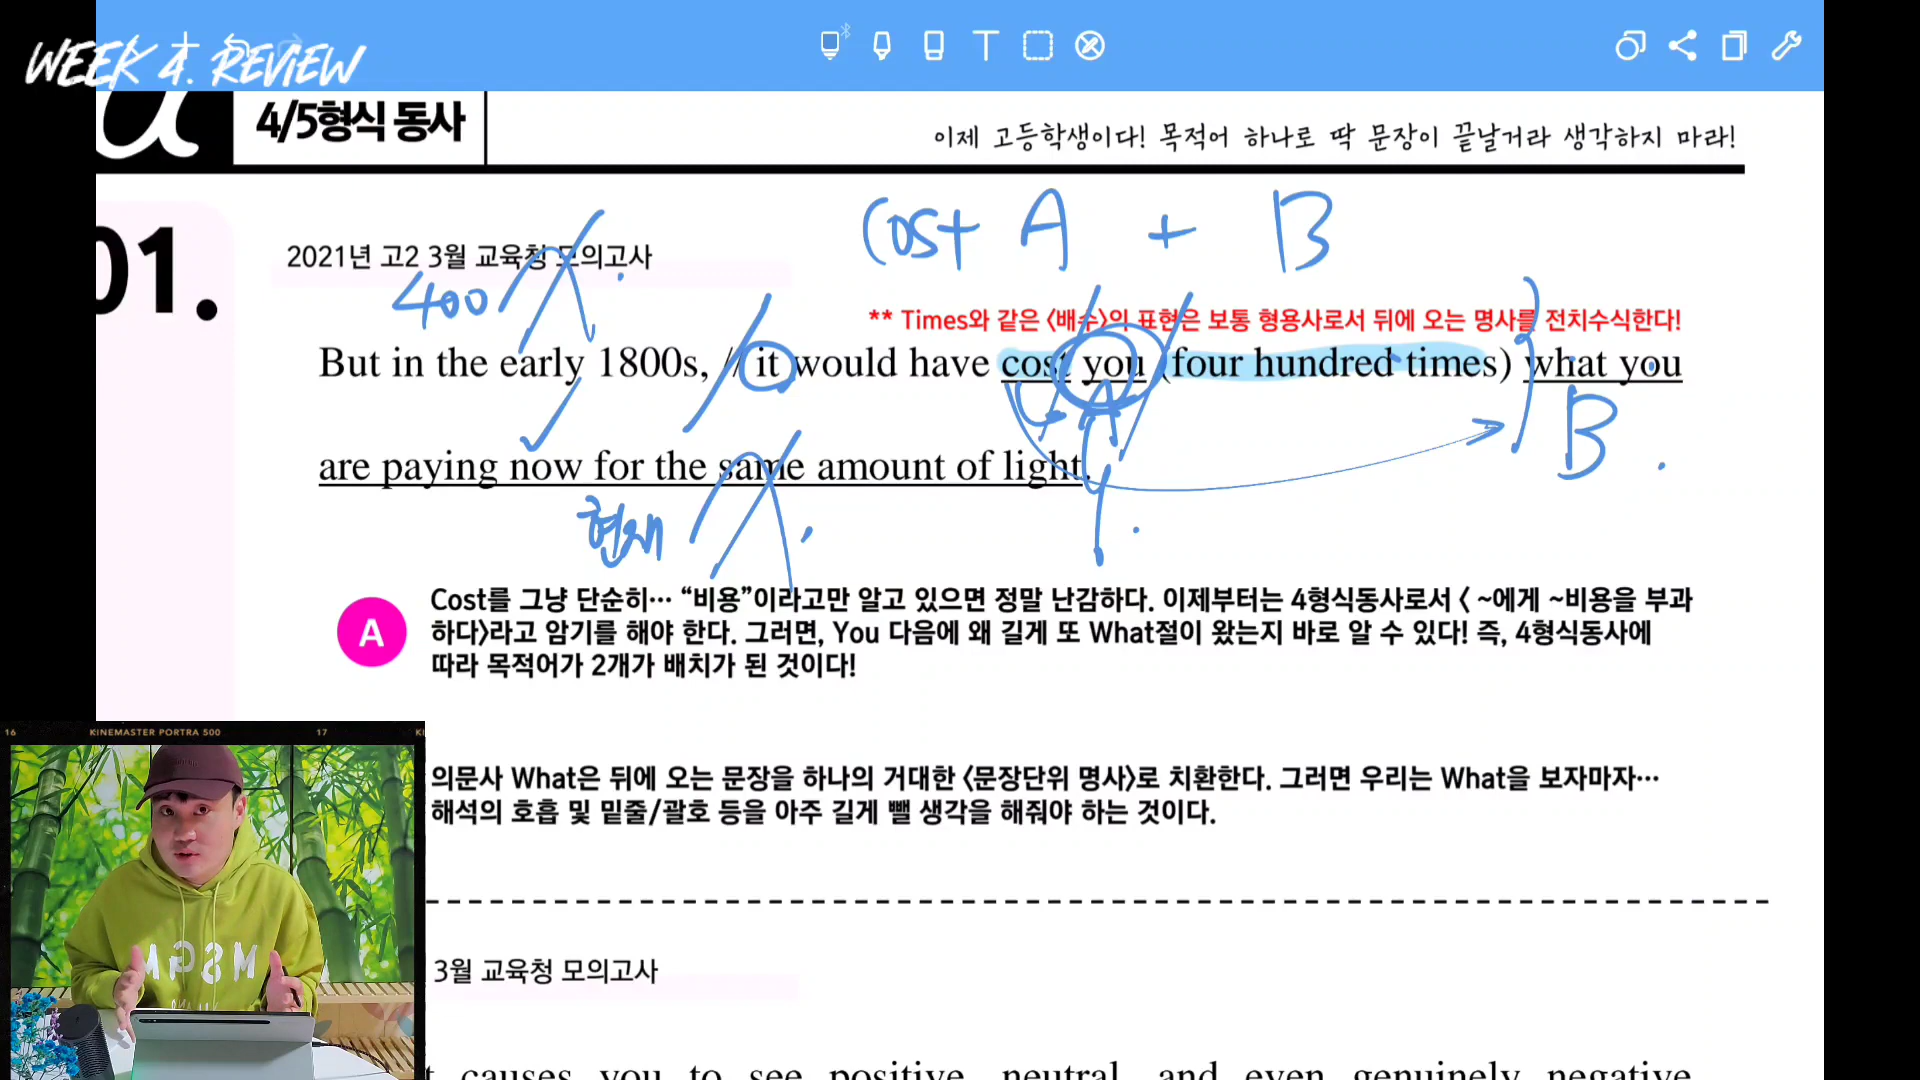 WEEK 4. REVIEW
4/5형식 동사
이제 고등학생이다! 목적어 하나로 딱 문장이 끝날거라 생각하지 마라!
01.
2021년 고2 3월 교육청 모의고사
cost A + B
400
** Times와 같은 <배수>의 표현은 보통 형용사로서 뒤에 오는 명사를 전치수식한다!
But in the early 1800s, // it would have cost you (four hundred times) what you
A
B
are paying now for the same amount of light.
현재
A
Cost를 그냥 단순히… “비용”이라고만 알고 있으면 정말 난감하다. 이제부터는 4형식동사로서 < ~에게 ~비용을 부과
하다>라고 암기를 해야 한다. 그러면, You 다음에 왜 길게 또 What절이 왔는지 바로 알 수 있다! 즉, 4형식동사에
따라 목적어가 2개가 배치가 된 것이다!
16 KINEMASTER PORTRA 500 17 KI
의문사 What은 뒤에 오는 문장을 하나의 거대한 <문장단위 명사>로 치환한다. 그러면 우리는 What을 보자마자…
해석의 호흡 및 밑줄/괄호 등을 아주 길게 뺄 생각을 해줘야 하는 것이다.
MSGM
3월 교육청 모의고사
causes you to see positive, neutral, and even genuinely negative